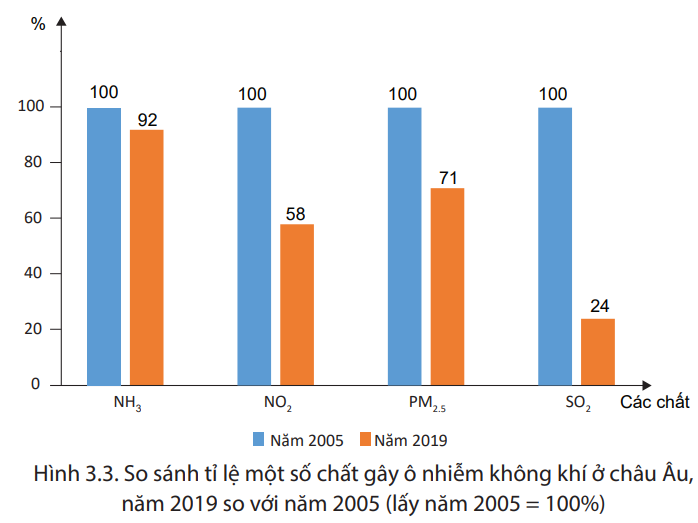 %
100 100 100 100
92
58
71
24
100
80
60
40
20
0
NH₃ NO₂ PM₂.₅ SO₂ Các chất
Năm 2005 Năm 2019
Hình 3.3. So sánh tỉ lệ một số chất gây ô nhiễm không khí ở châu Âu,
năm 2019 so với năm 2005 (lấy năm 2005 = 100%)